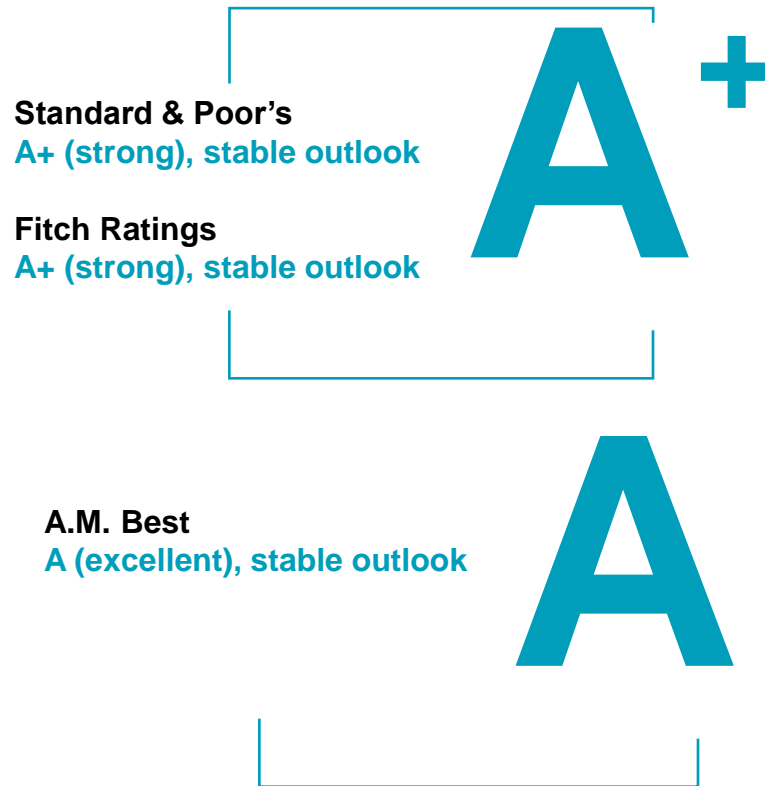 A+
Standard & Poor's
A+ (strong), stable outlook
Fitch Ratings
A+ (strong), stable outlook
A
A.M. Best
A (excellent), stable outlook